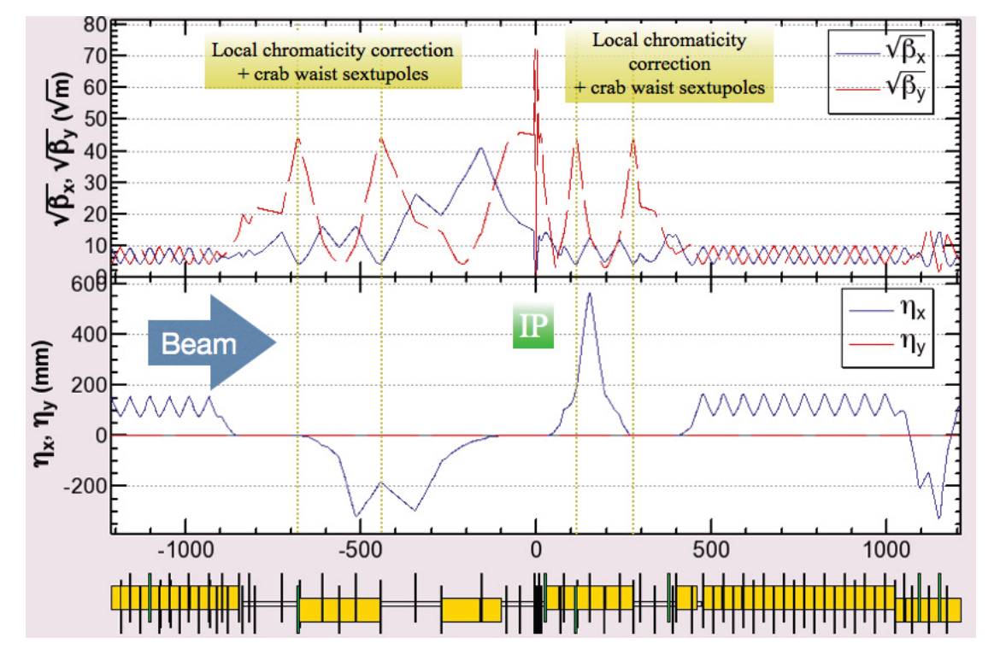 80
70
60
50
40
30
20
10
0
√βx, √βy (√m)
Local chromaticity correction
+ crab waist sextupoles
Local chromaticity
correction
+ crab waist sextupoles
√βx
√βy
600
400
200
0
-200
ηx, ηy (mm)
Beam
IP
ηx
ηy
-1000
-500
0
500
1000